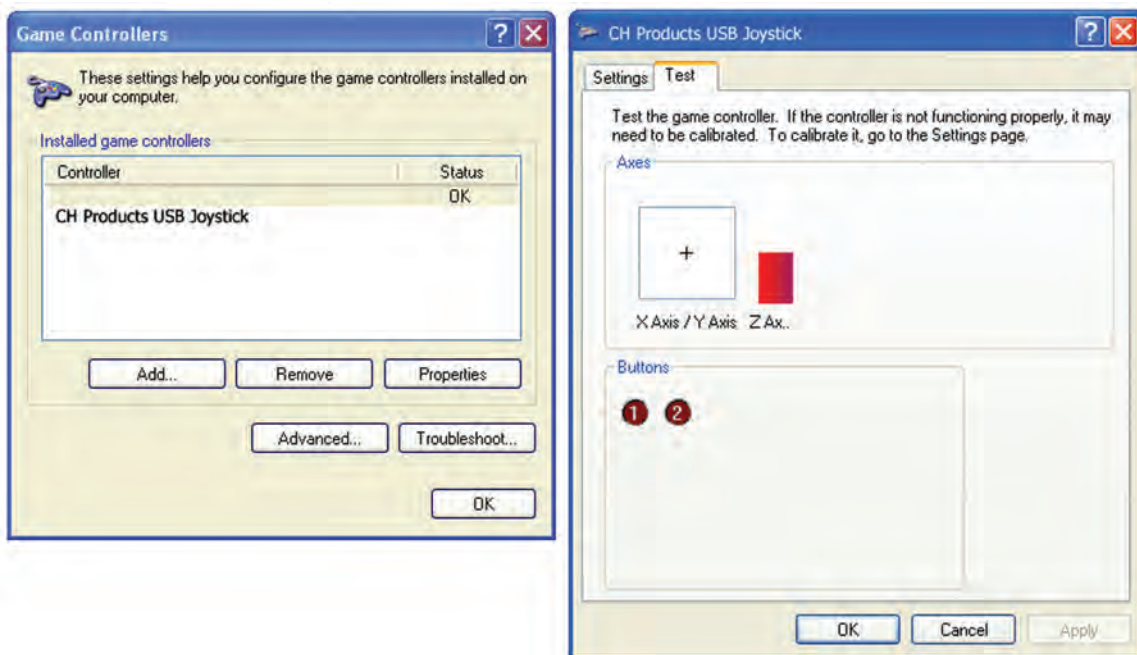 Game Controllers
These settings help you configure the game controllers installed on
your computer.
Installed game controllers
Controller Status
OK
CH Products USB Joystick
Add... Remove Properties
Advanced... Troubleshoot...
OK
CH Products USB Joystick
Settings Test
Test the game controller. If the controller is not functioning properly, it may
need to be calibrated. To calibrate it, go to the Settings page.
Axes
X Axis / Y Axis Z Ax..
Buttons
1 2
OK Cancel Apply